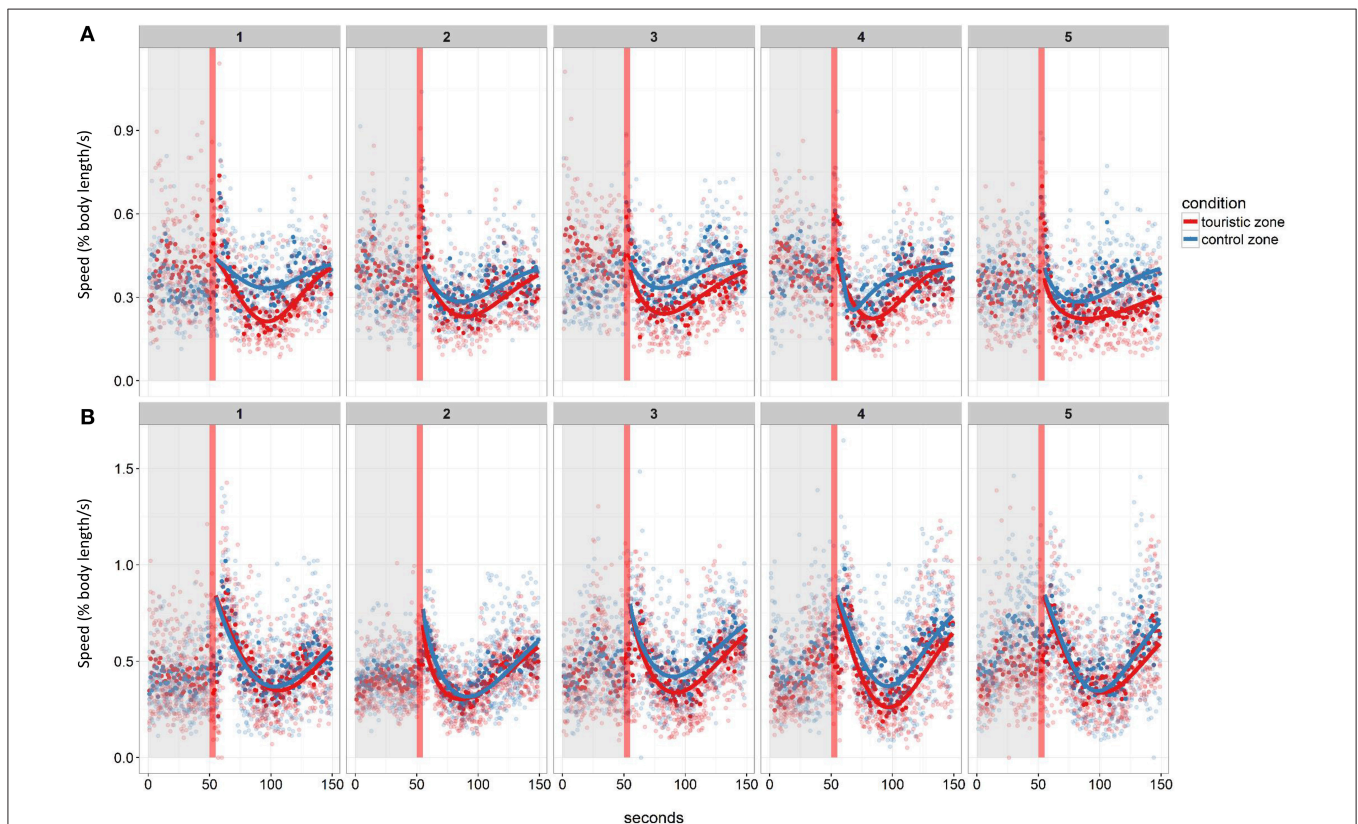 A
1 2 3 4 5
Speed (% body length/s)
0.9
0.6
0.3
0.0
condition
touristic zone
control zone
B
1 2 3 4 5
Speed (% body length/s)
1.5
1.0
0.5
0.0
0 50 100 150 0 50 100 150 0 50 100 150 0 50 100 150 0 50 100 150
seconds